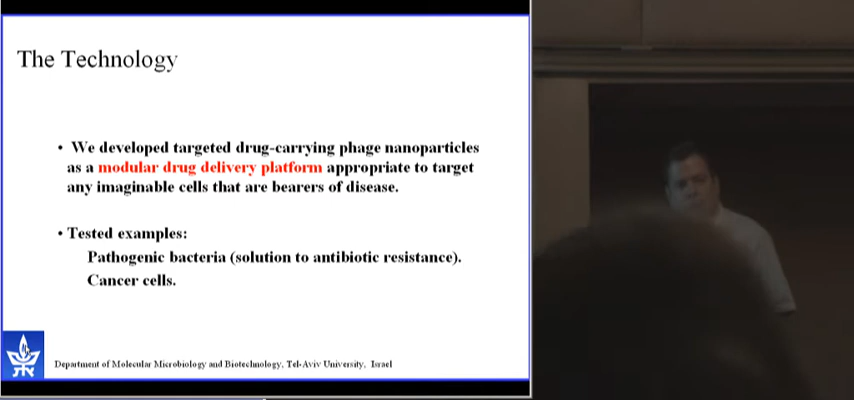 The Technology
• We developed targeted drug-carrying phage nanoparticles
as a modular drug delivery platform appropriate to target
any imaginable cells that are bearers of disease.
• Tested examples:
Pathogenic bacteria (solution to antibiotic resistance).
Cancer cells.
Department of Molecular Microbiology and Biotechnology, Tel-Aviv University, Israel